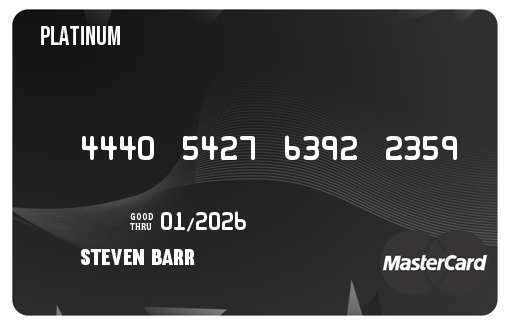 PLATINUM
4440 5427 6392 2359
GOOD THRU 01/2026
STEVEN BARR
MasterCard